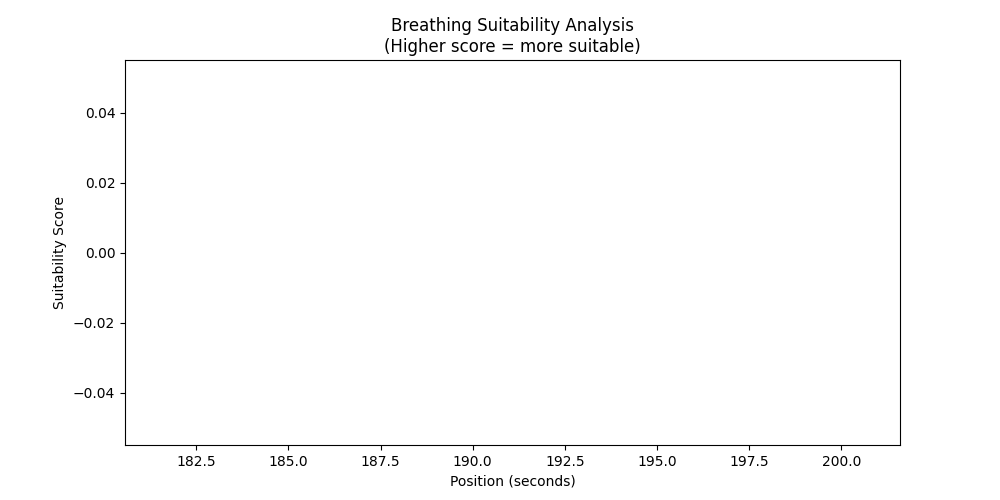 Breathing Suitability Analysis
(Higher score = more suitable)
0.04
0.02
0.00
−0.02
−0.04
Suitability Score
182.5 185.0 187.5 190.0 192.5 195.0 197.5 200.0
Position (seconds)